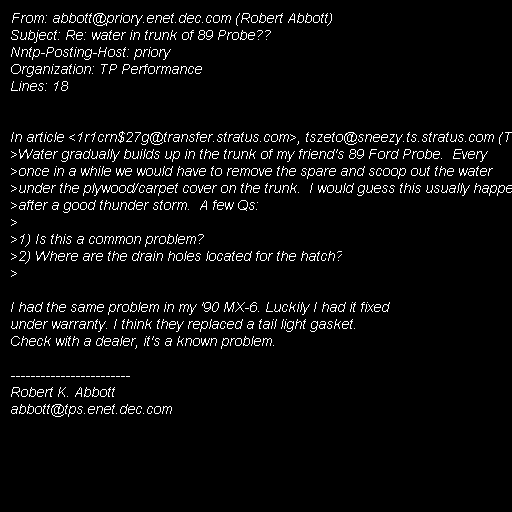 From: abbott@priory.enet.dec.com (Robert Abbott)
Subject: Re: water in trunk of 89 Probe??
Nntp-Posting-Host: priory
Organization: TP Performance
Lines: 18
In article <1r1crn$27g@transfer.stratus.com>, tszeto@sneezy.ts.stratus.com (T
>Water gradually builds up in the trunk of my friend's 89 Ford Probe.  Every
>once in a while we would have to remove the spare and scoop out the water
>under the plywood/carpet cover on the trunk.  I would guess this usually happe
>after a good thunder storm.  A few Qs:
>
>1) Is this a common problem?
>2) Where are the drain holes located for the hatch?
>
I had the same problem in my '90 MX-6. Luckily I had it fixed
under warranty. I think they replaced a tail light gasket.
Check with a dealer, it's a known problem.
------------------------
Robert K. Abbott
abbott@tps.enet.dec.com